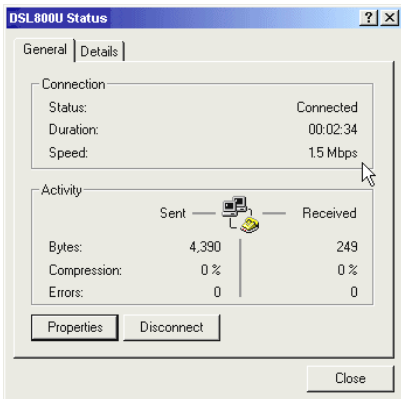 DSL800U Status
General Details
Connection
Status: Connected
Duration: 00:02:34
Speed: 1.5 Mbps
Activity
Sent Received
Bytes: 4,390 249
Compression: 0 % 0 %
Errors: 0 0
Properties Disconnect
Close